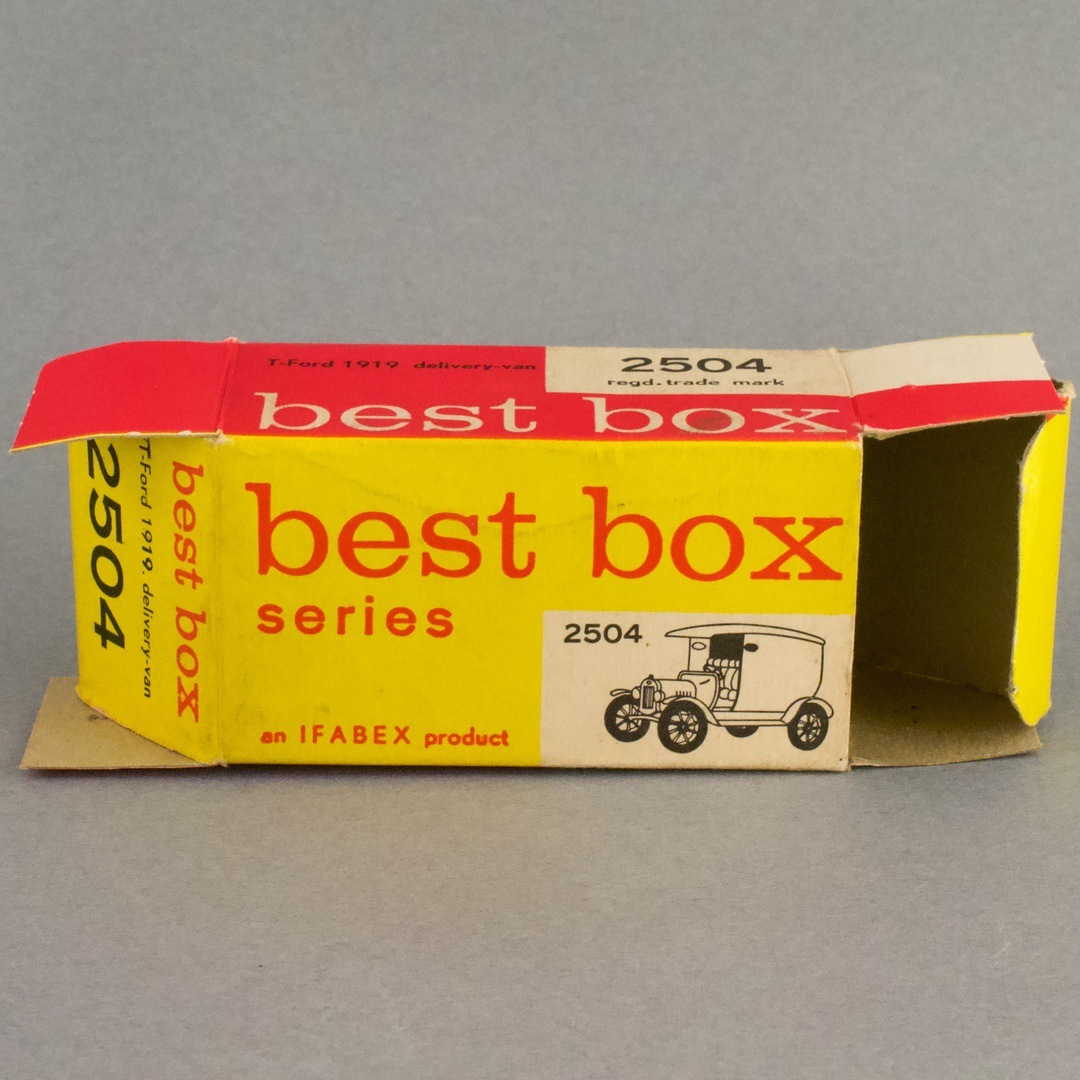 T-Ford 1919 delivery-van
2504
regd. trade mark
best box
best box
series
2504
an IFABEX product
best box
T-Ford 1919. delivery-van
2504